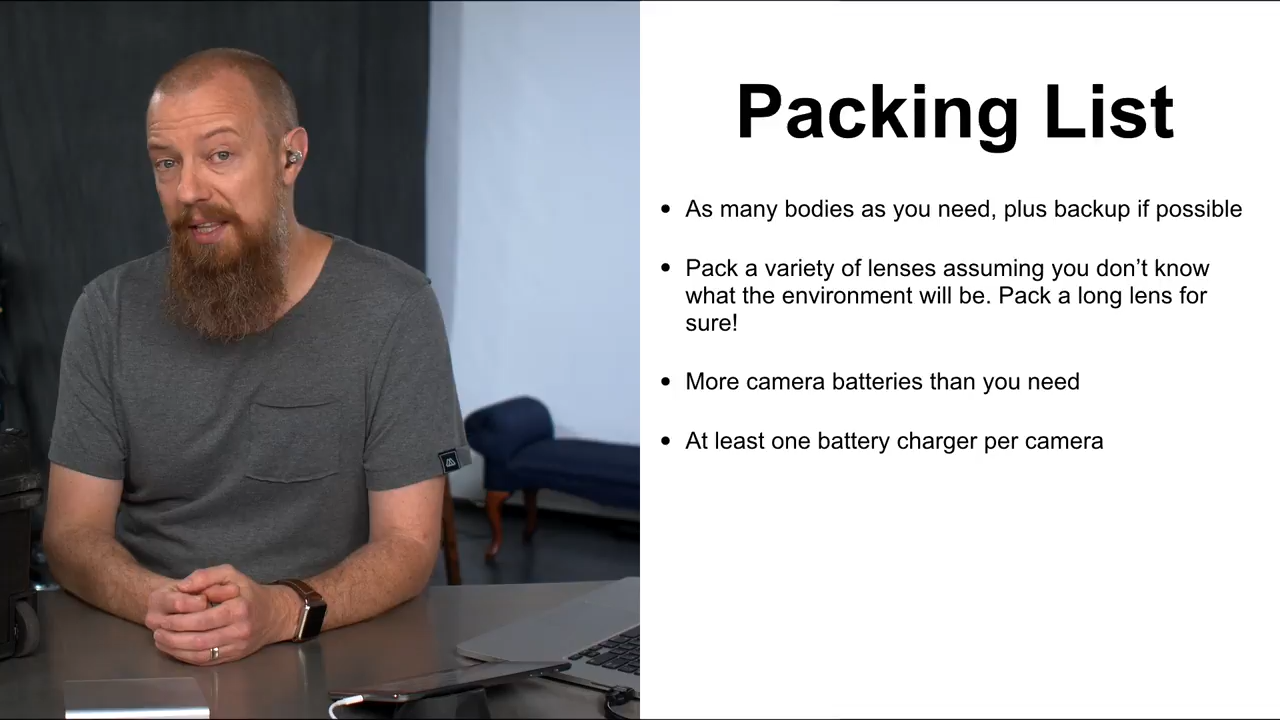 Packing List
• As many bodies as you need, plus backup if possible
• Pack a variety of lenses assuming you don’t know
what the environment will be. Pack a long lens for
sure!
• More camera batteries than you need
• At least one battery charger per camera